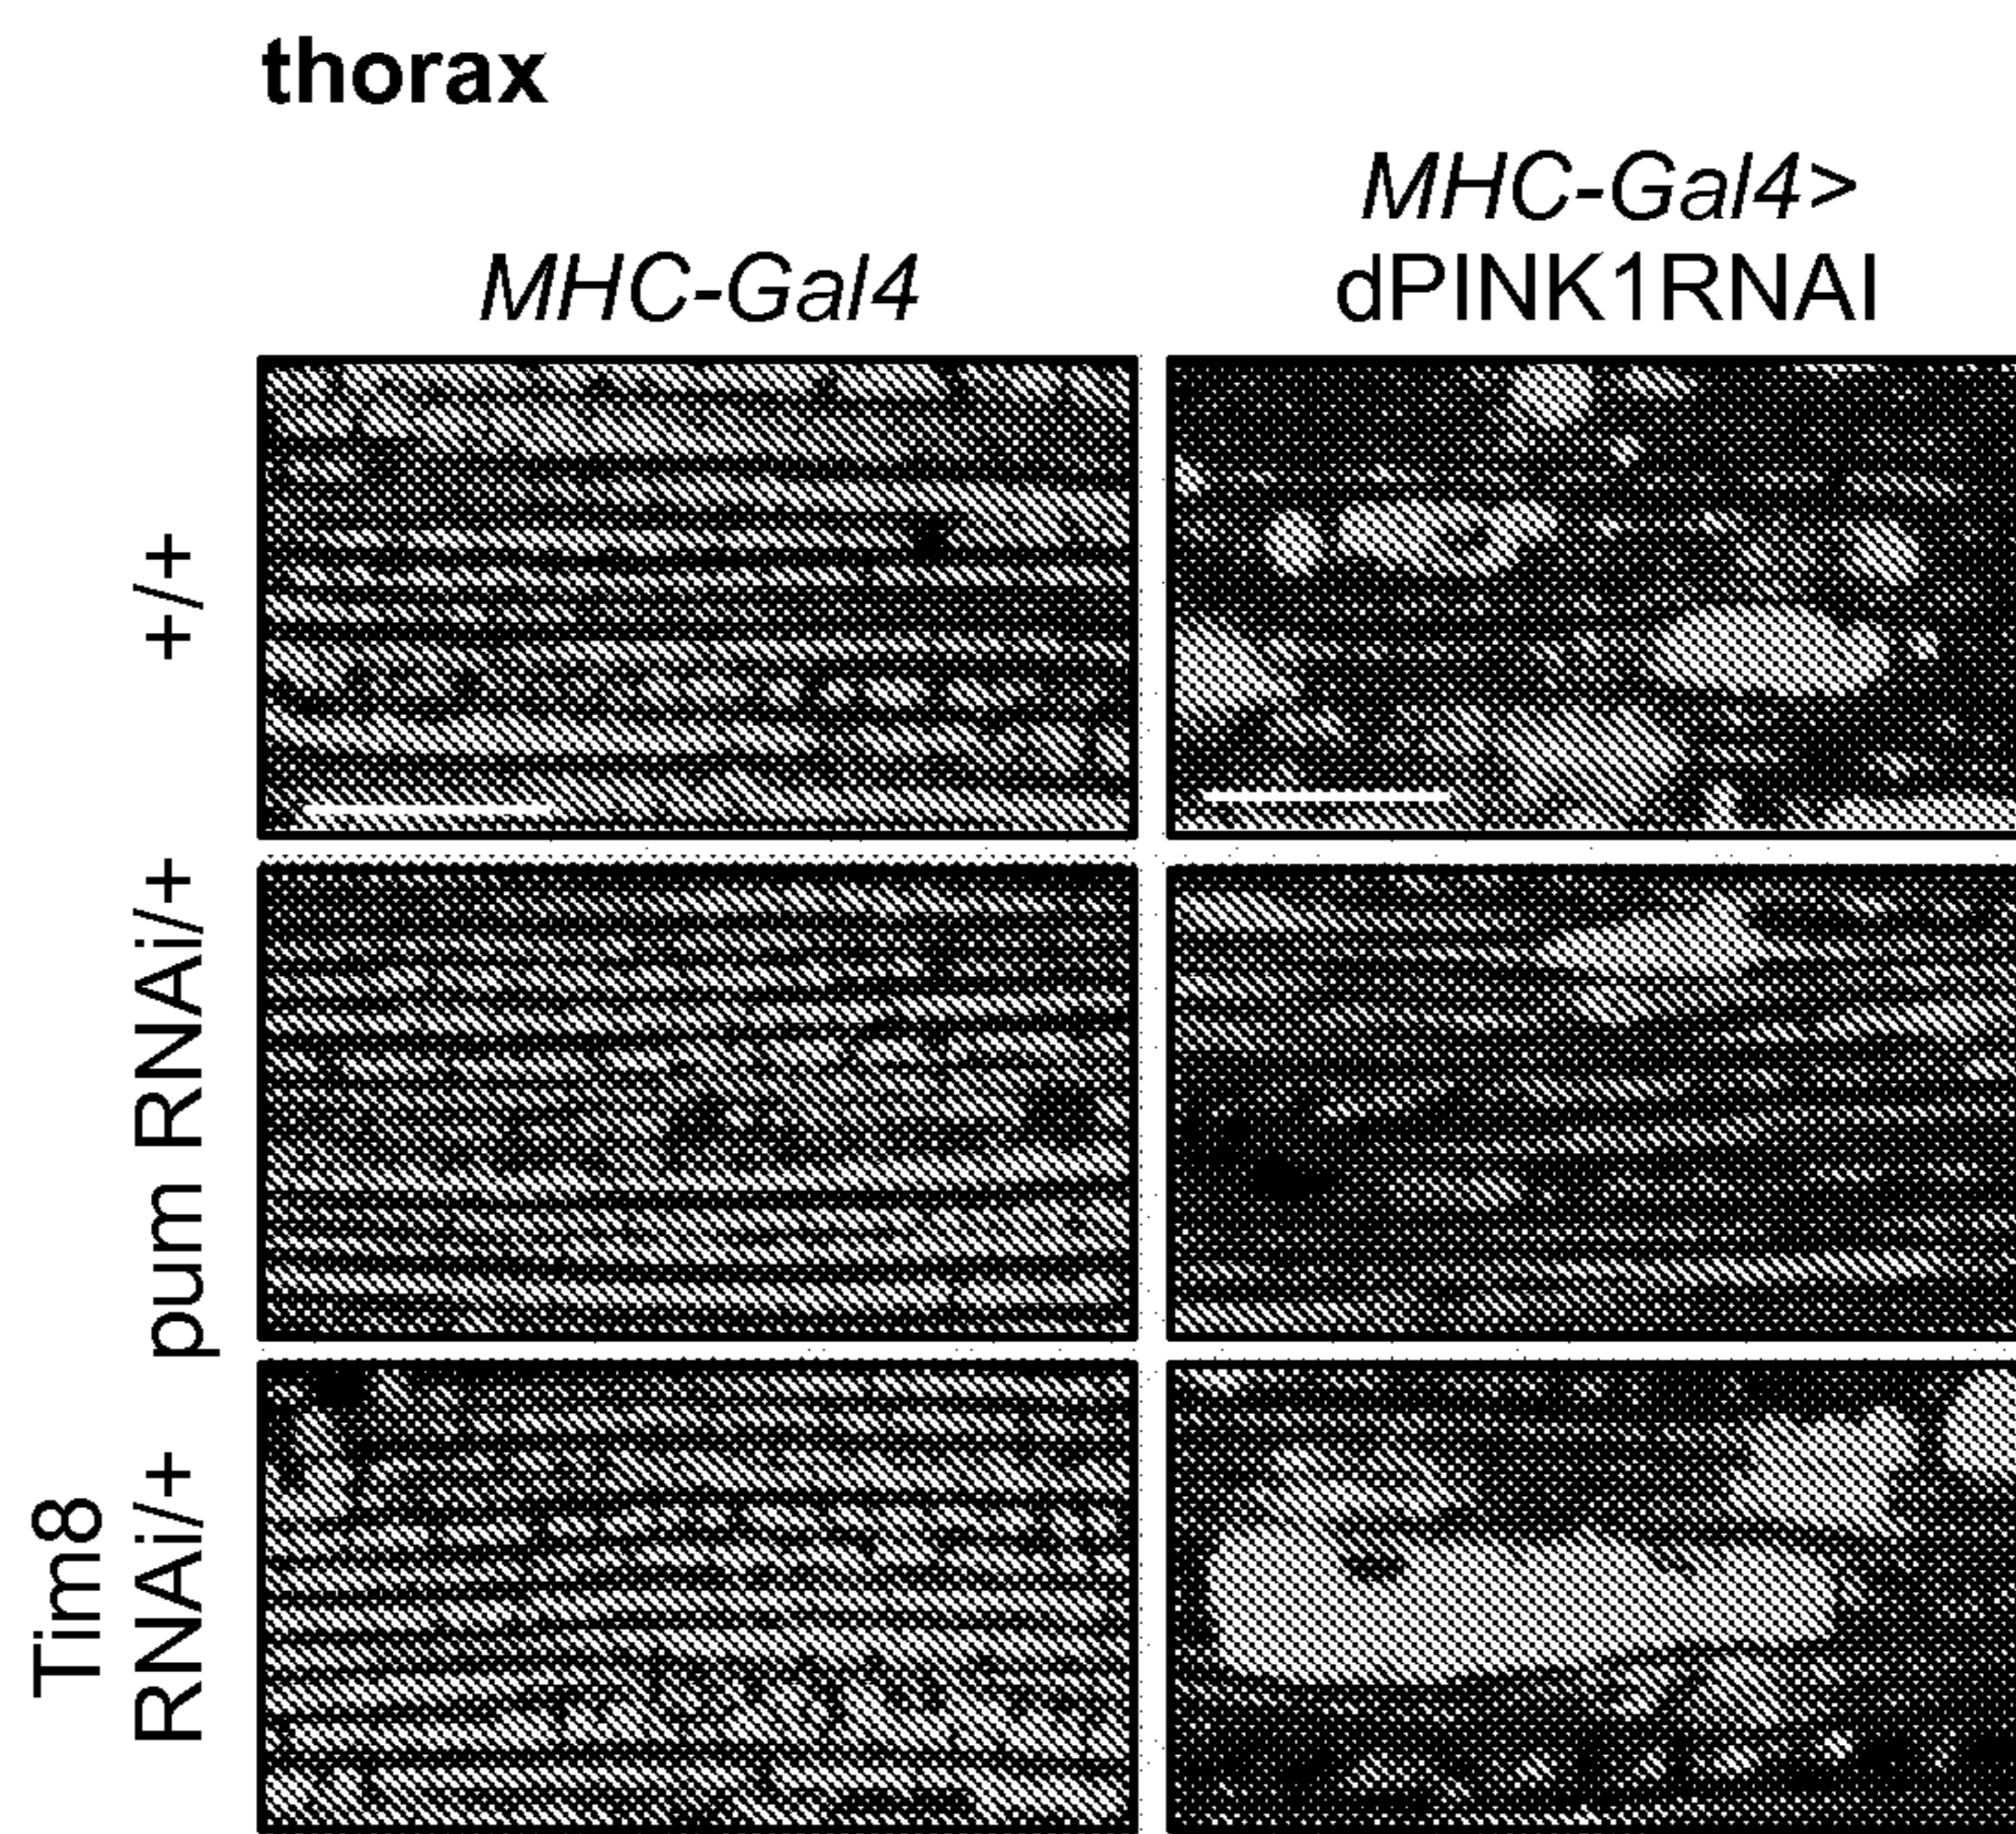 thorax
MHC-Gal4
MHC-Gal4>
dPINK1RNAI
+/+
pum RNAi/+
Tim8
RNAi/+